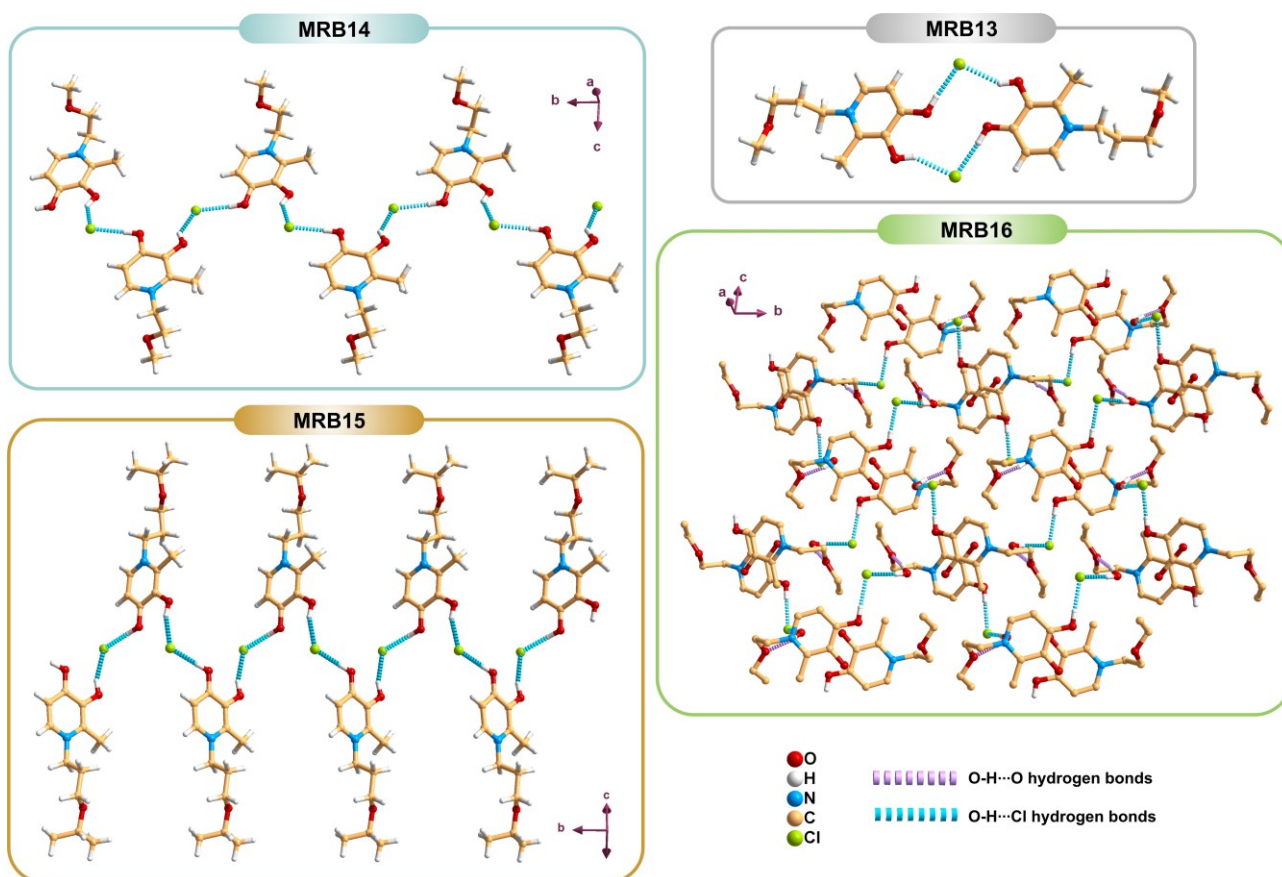 MRB14
a
b
c
MRB13
MRB16
c
a
b
MRB15
c
b
O
H
N
C
Cl
O-H···O hydrogen bonds
O-H···Cl hydrogen bonds